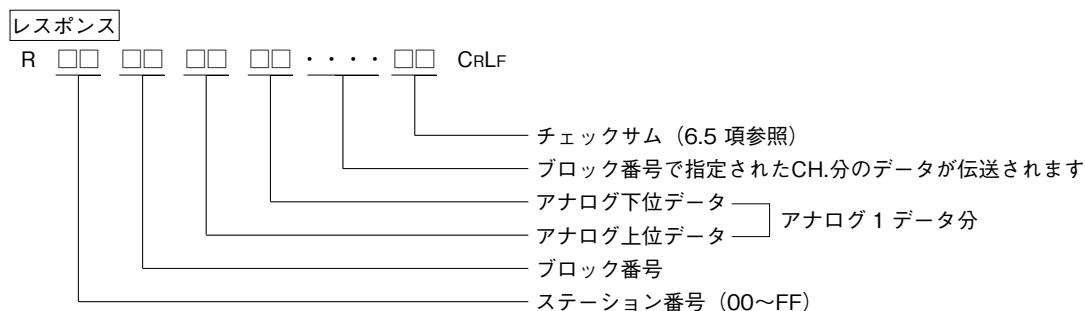 レスポンス
R □□ □□ □□ □□ ・・・・ □□ CRLF
チェックサム（6.5 項参照）
ブロック番号で指定されたCH.分のデータが伝送されます
アナログ下位データ
アナログ 1 データ分
アナログ上位データ
ブロック番号
ステーション番号（00〜FF）